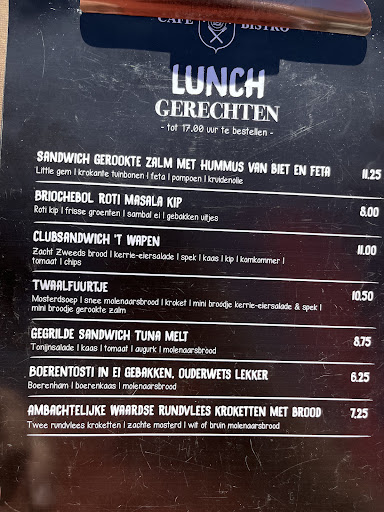 CAFÉ BISTRO
LUNCH
GERECHTEN
- tot 17.00 uur te bestellen -
SANDWICH GEROOKTE ZALM MET HUMMUS VAN BIET EN FETA 11.25
Little gem | krokante tuinbonen | feta | pompoen | kruidenolie
BRIOCHEBOL ROTI MASALA KIP 8.00
Roti kip | frisse groenten | sambal ei | gebakken uitjes
CLUBSANDWICH 'T WAPEN 11.00
Zacht Zweeds brood | kerrie-eiersalade | spek | kaas | kip | komkommer |
tomaat | chips
TWAALFUURTJE 10.50
Mosterdsoep | snee molenaarsbrood | kroket | mini broodje kerrie-eiersalade & spek |
mini broodje gerookte zalm
GEGRILDE SANDWICH TUNA MELT 8.75
Tonijnsalade | kaas | tomaat | augurk | molenaarsbrood
BOERENTOSTI IN EI GEBAKKEN, OUDERWETS LEKKER 6.25
Boerenham | boerenkaas | molenaarsbrood
AMBACHTELIJKE WAARDSE RUNDVLEES KROKETTEN MET BROOD 7.25
Twee rundvlees kroketten | zachte mosterd | wit of bruin molenaarsbrood